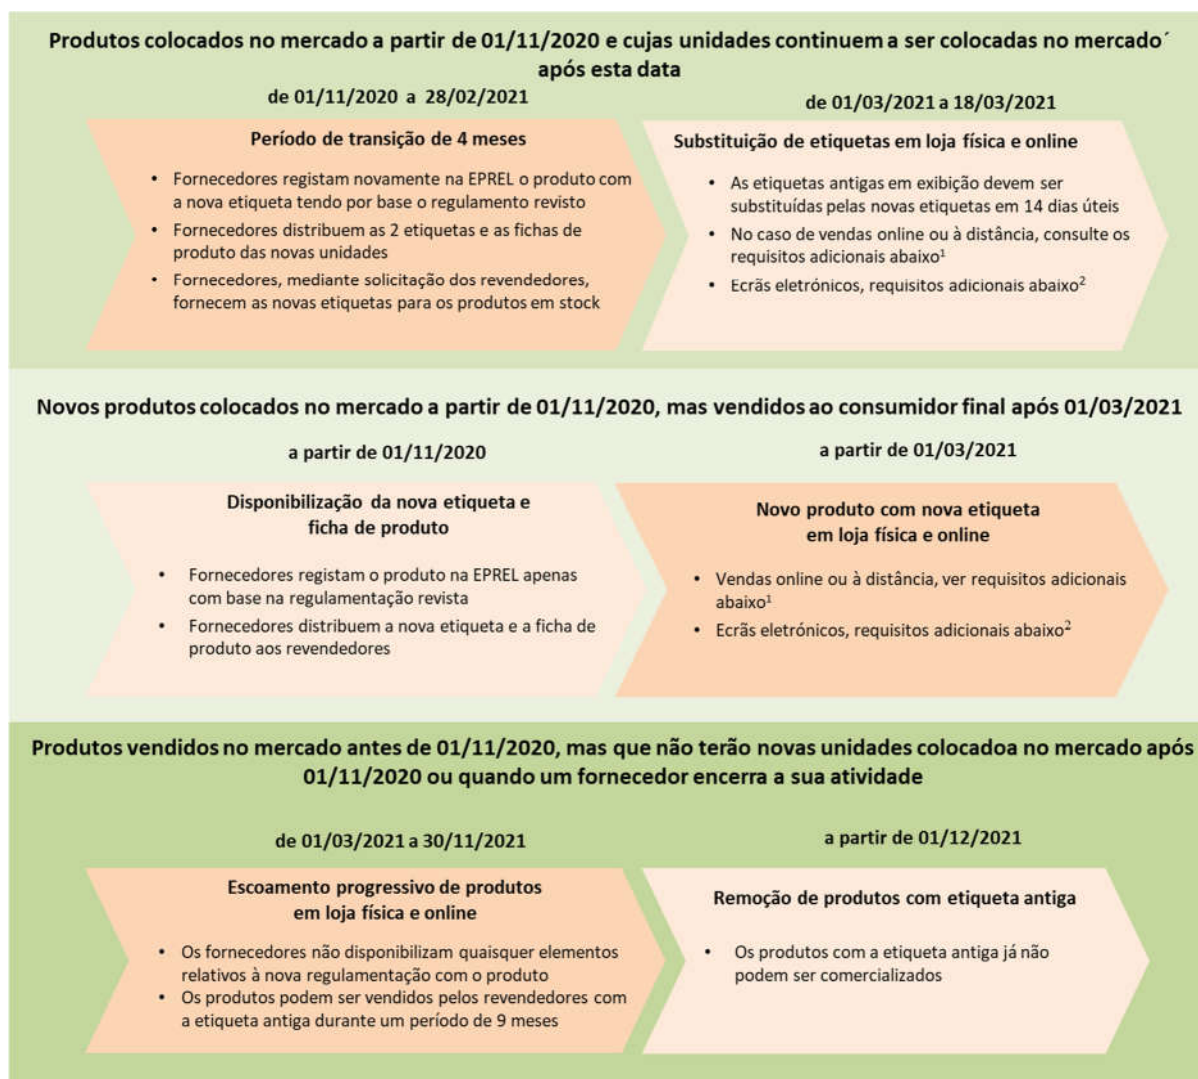 Produtos colocados no mercado a partir de 01/11/2020 e cujas unidades continuem a ser colocadas no mercado´
após esta data
de 01/11/2020 a 28/02/2021
de 01/03/2021 a 18/03/2021
Período de transição de 4 meses
• Fornecedores registam novamente na EPREL o produto com
a nova etiqueta tendo por base o regulamento revisto
• Fornecedores distribuem as 2 etiquetas e as fichas de
produto das novas unidades
• Fornecedores, mediante solicitação dos revendedores,
fornecem as novas etiquetas para os produtos em stock
Substituição de etiquetas em loja física e online
• As etiquetas antigas em exibição devem ser
substituídas pelas novas etiquetas em 14 dias úteis
• No caso de vendas online ou à distância, consulte os
requisitos adicionais abaixo¹
• Ecrãs eletrónicos, requisitos adicionais abaixo²
Novos produtos colocados no mercado a partir de 01/11/2020, mas vendidos ao consumidor final após 01/03/2021
a partir de 01/11/2020
a partir de 01/03/2021
Disponibilização da nova etiqueta e
ficha de produto
• Fornecedores registam o produto na EPREL apenas
com base na regulamentação revista
• Fornecedores distribuem a nova etiqueta e a ficha de
produto aos revendedores
Novo produto com nova etiqueta
em loja física e online
• Vendas online ou à distância, ver requisitos adicionais
abaixo¹
• Ecrãs eletrónicos, requisitos adicionais abaixo²
Produtos vendidos no mercado antes de 01/11/2020, mas que não terão novas unidades colocadoa no mercado após
01/11/2020 ou quando um fornecedor encerra a sua atividade
de 01/03/2021 a 30/11/2021
a partir de 01/12/2021
Escoamento progressivo de produtos
em loja física e online
• Os fornecedores não disponibilizam quaisquer elementos
relativos à nova regulamentação com o produto
• Os produtos podem ser vendidos pelos revendedores com
a etiqueta antiga durante um período de 9 meses
Remoção de produtos com etiqueta antiga
• Os produtos com a etiqueta antiga já não
podem ser comercializados